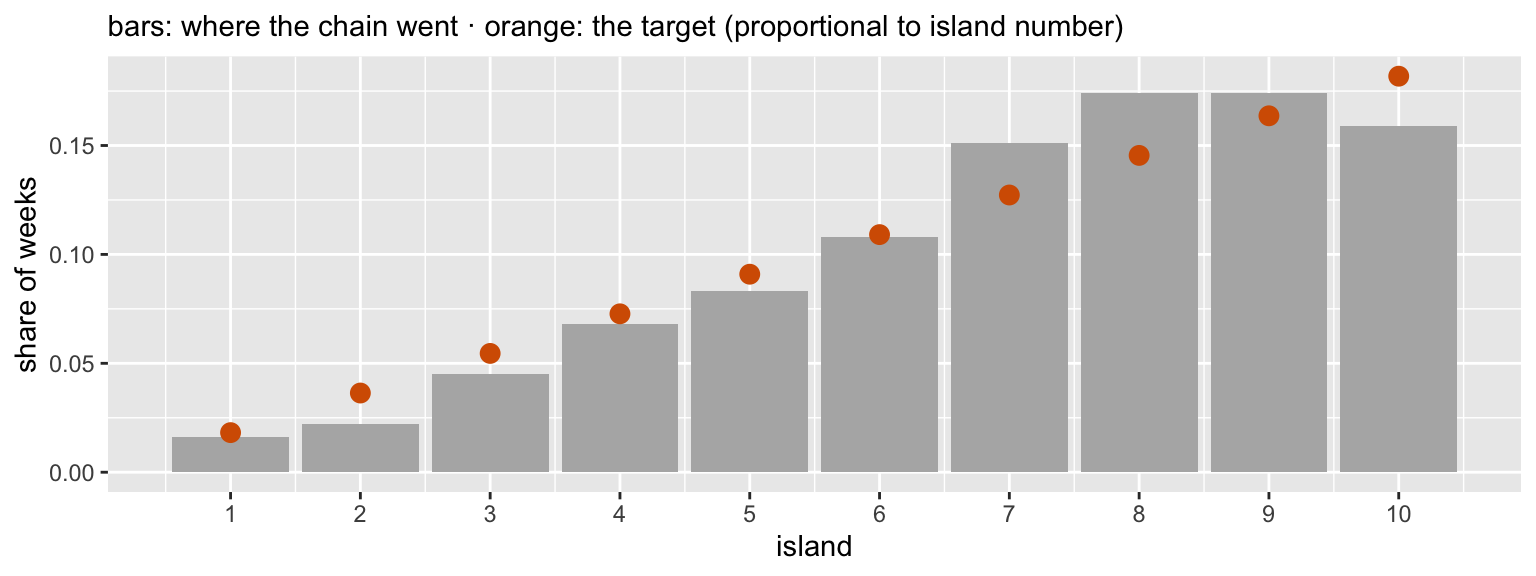 bars: where the chain went · orange: the target (proportional to island number)
share of weeks
0.15
0.10
0.05
0.00
1 2 3 4 5 6 7 8 9 10
island